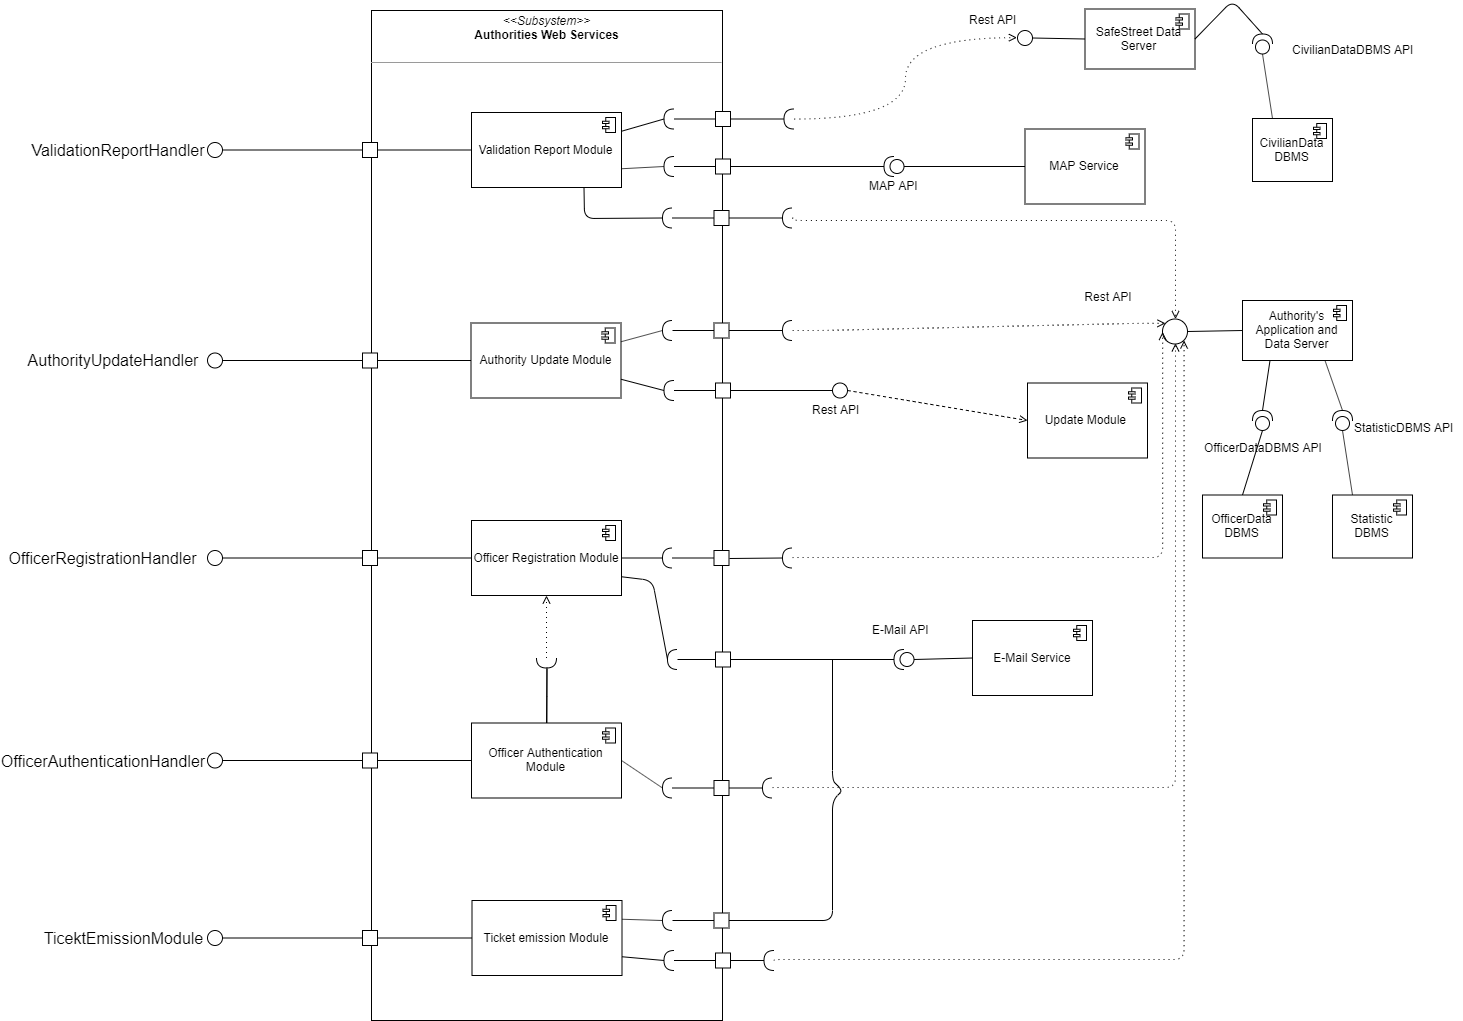 <<Subsystem>>
Authorities Web Services
Rest API
SafeStreet Data
Server
CivilianDataDBMS API
ValidationReportHandler
Validation Report Module
MAP API
MAP Service
CivilianData
DBMS
Rest API
Authority's
Application and
Data Server
AuthorityUpdateHandler
Authority Update Module
Rest API
Update Module
OfficerDataDBMS API
StatisticDBMS API
OfficerData
DBMS
Statistic
DBMS
OfficerRegistrationHandler
Officer Registration Module
E-Mail API
E-Mail Service
OfficerAuthenticationHandler
Officer Authentication
Module
TicektEmissionModule
Ticket emission Module